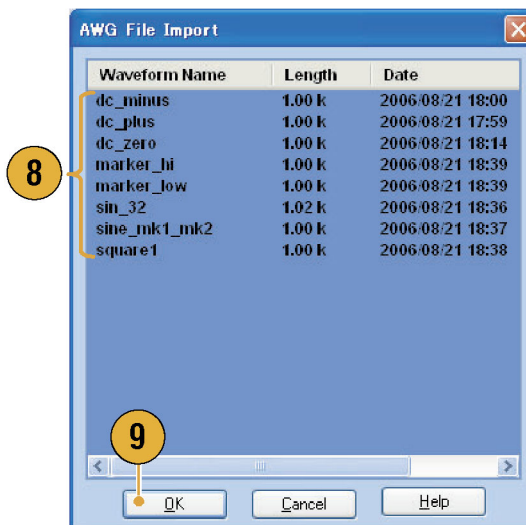 AWG File Import
Waveform Name Length Date
dc_minus 1.00 k 2006/08/21 18:00
dc_plus 1.00 k 2006/08/21 17:59
dc_zero 1.00 k 2006/08/21 18:14
marker_hi 1.00 k 2006/08/21 18:39
marker_low 1.00 k 2006/08/21 18:39
sin_32 1.02 k 2006/08/21 18:36
sine_mk1_mk2 1.00 k 2006/08/21 18:37
square1 1.00 k 2006/08/21 18:38
8
9
OK Cancel Help